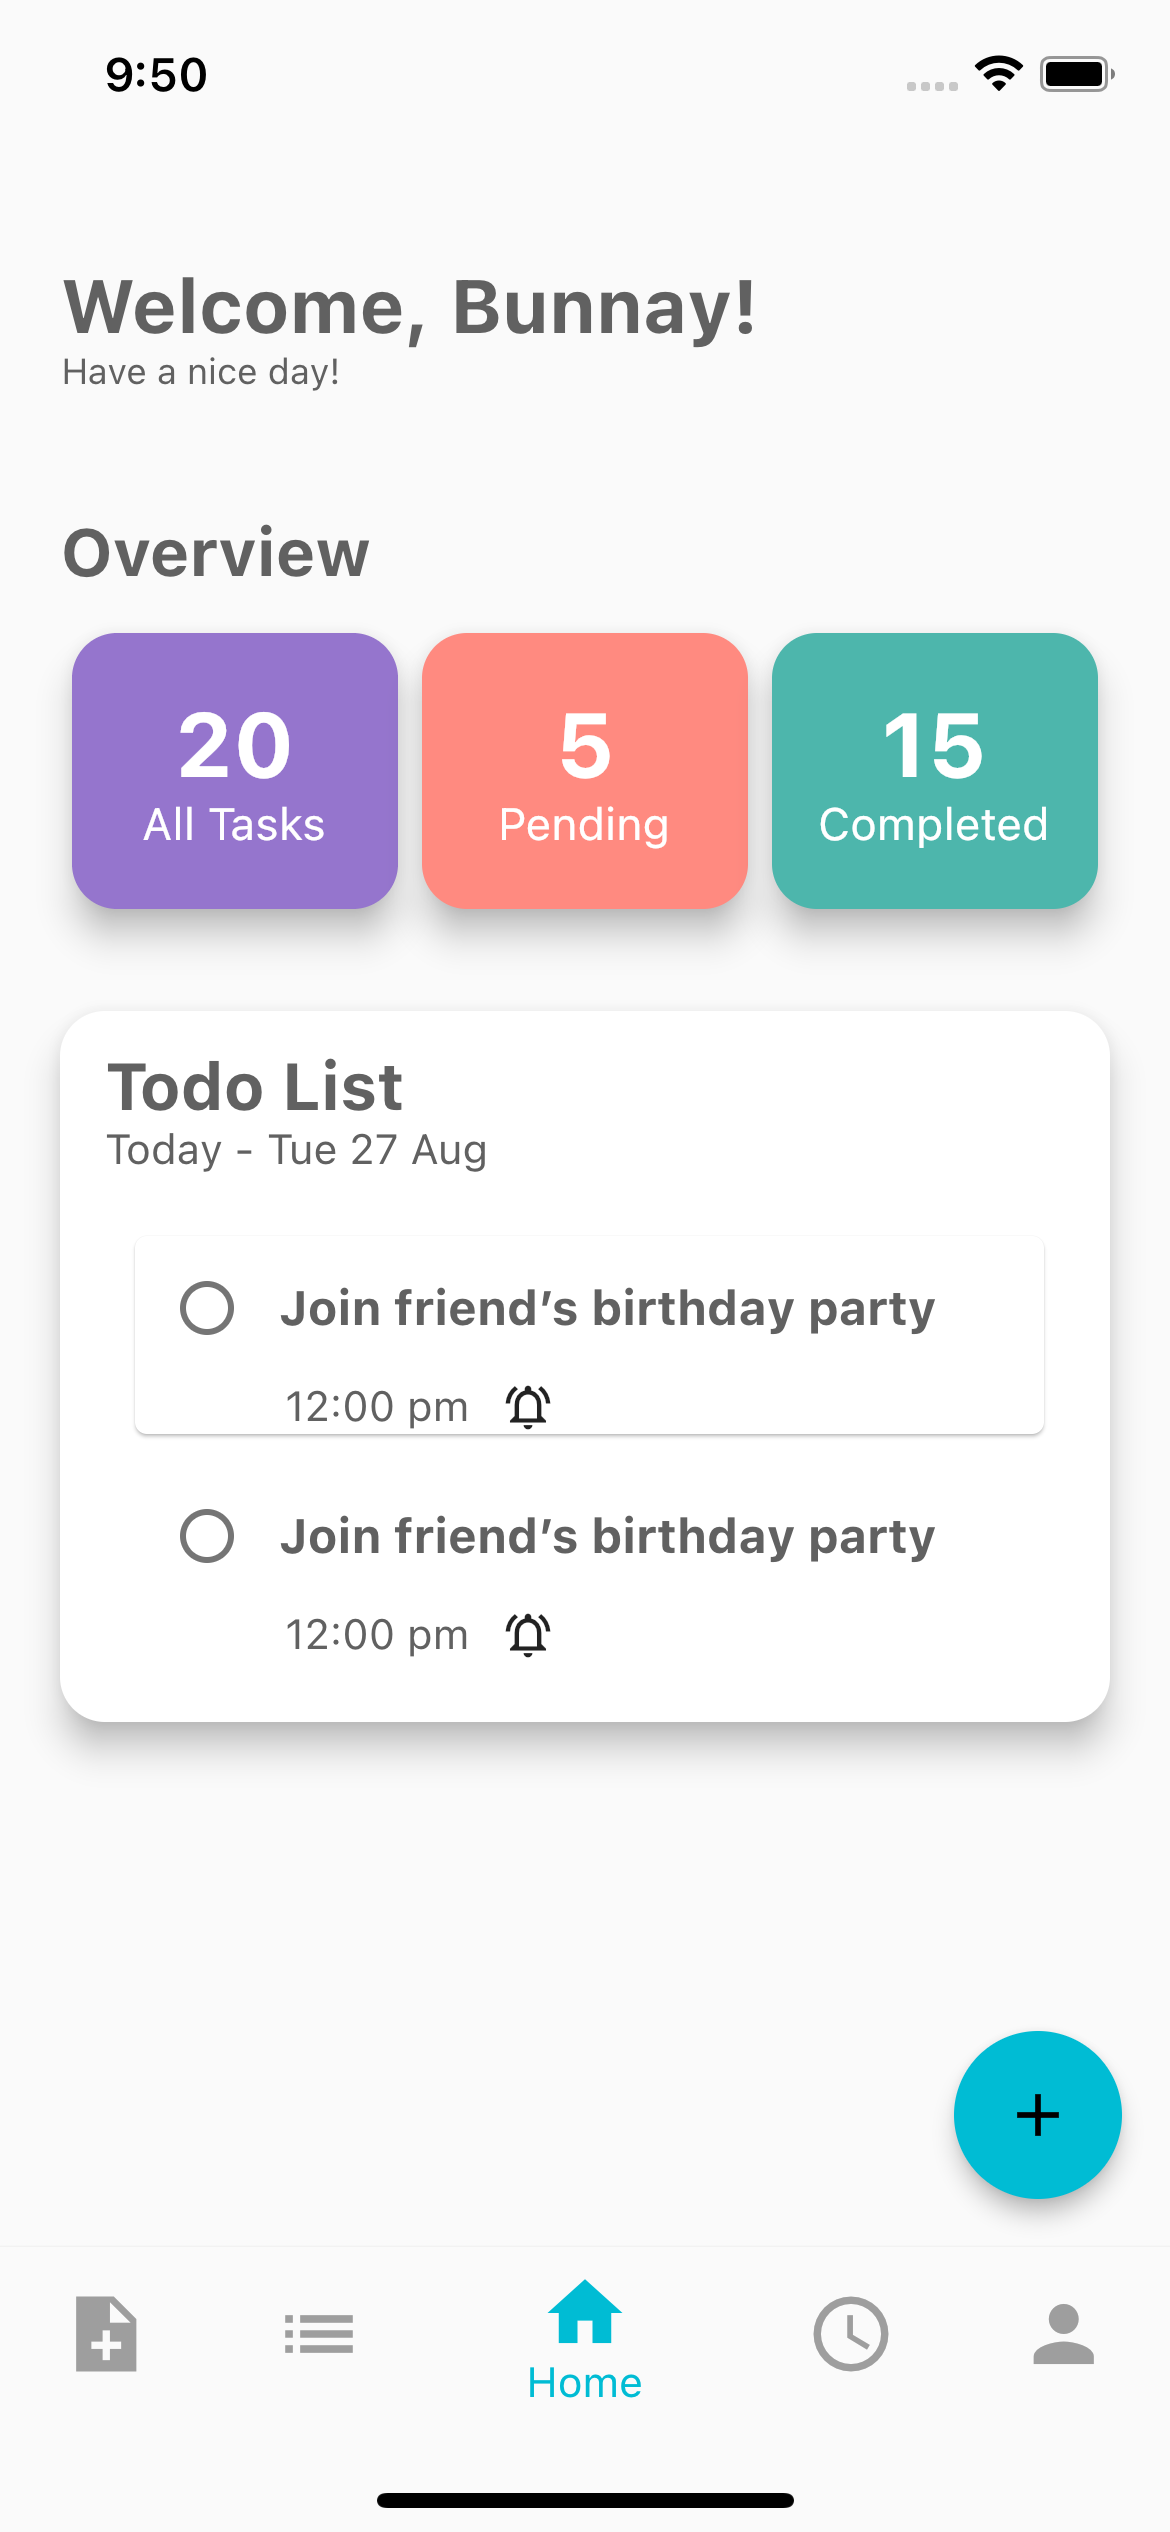 9:50
Welcome, Bunnay!
Have a nice day!
Overview
20
All Tasks
5
Pending
15
Completed
Todo List
Today - Tue 27 Aug
Join friend’s birthday party
12:00 pm
Join friend’s birthday party
12:00 pm
Home